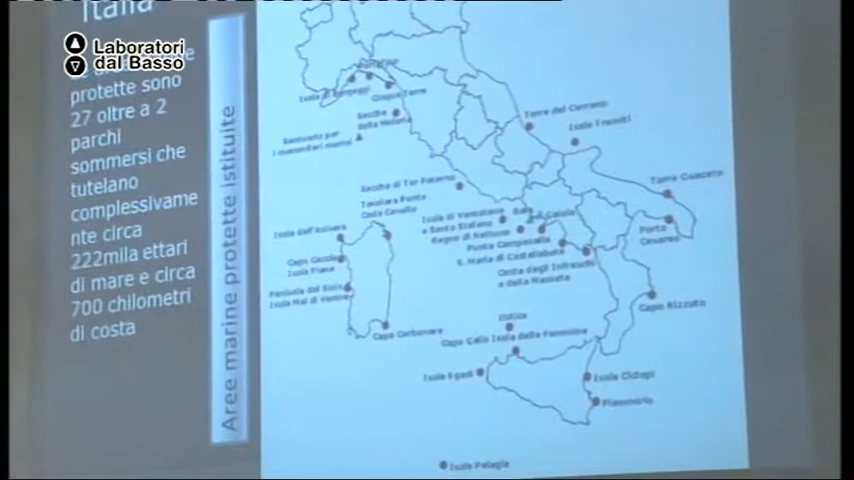 Italia
Laboratori
dal Basso
protette sono
27 oltre a 2
parchi
sommersi che
tutelano
complessivame
nte circa
222mila ettari
di mare e circa
700 chilometri
di costa
Aree marine protette istituite
Portofino
Isola di Bergeggi
Cinque Terre
Secche
della Meloria
Santuario per
i mammiferi marini
Torre del Cerrano
Isole Tremiti
Secche di Tor Paterno
Tavolara Punta
Coda Cavallo
Torre Guaceto
Isole di Ventotene
e Santo Stefano
Baia
Gaiola
Regno di Nettuno
Punta Campanella
S. Maria di Castellabate
Costa degli Infreschi
e della Masseta
Porto
Cesareo
Isola dell'Asinara
Capo Caccia
Isola Piana
Penisola del Sinis
Isola Mal di Ventre
Capo Carbonara
Capo Rizzuto
Ustica
Capo Gallo Isola delle Femmine
Isole Egadi
Isole Ciclopi
Plemmirio
Isole Pelagie